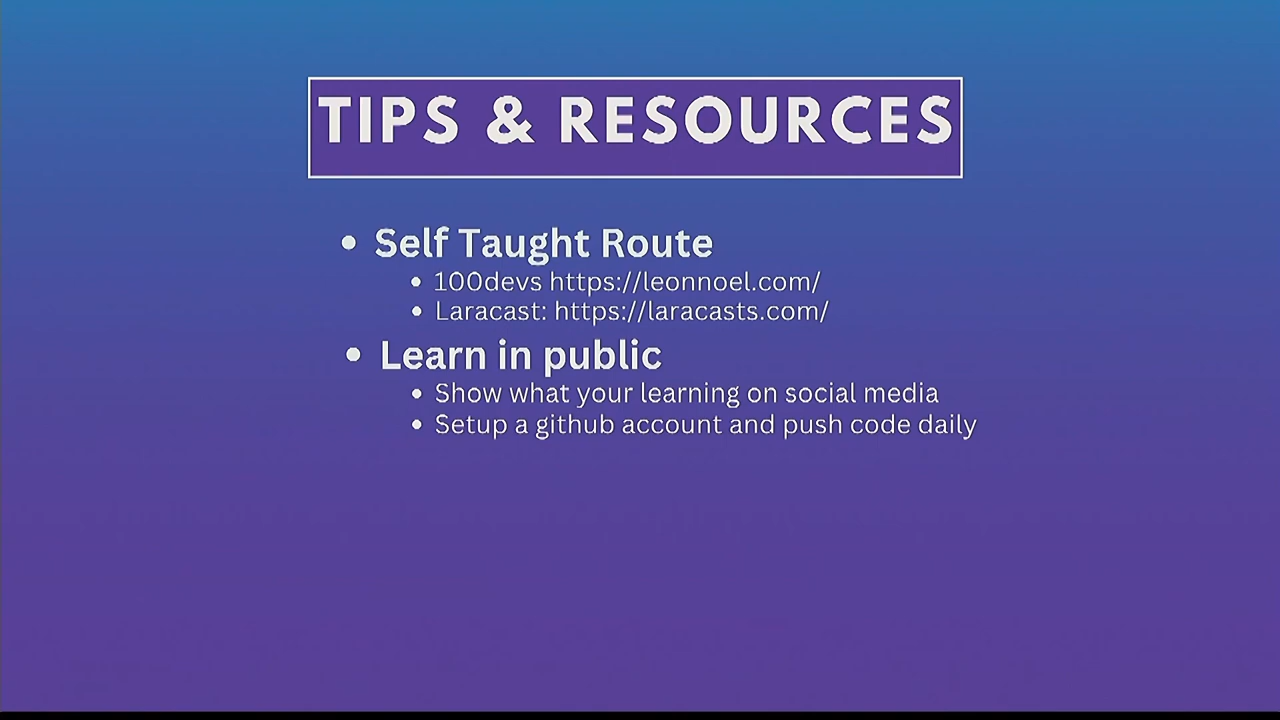 TIPS & RESOURCES
Self Taught Route
100devs https://leonnoel.com/
Laracast: https://laracasts.com/
Learn in public
Show what your learning on social media
Setup a github account and push code daily